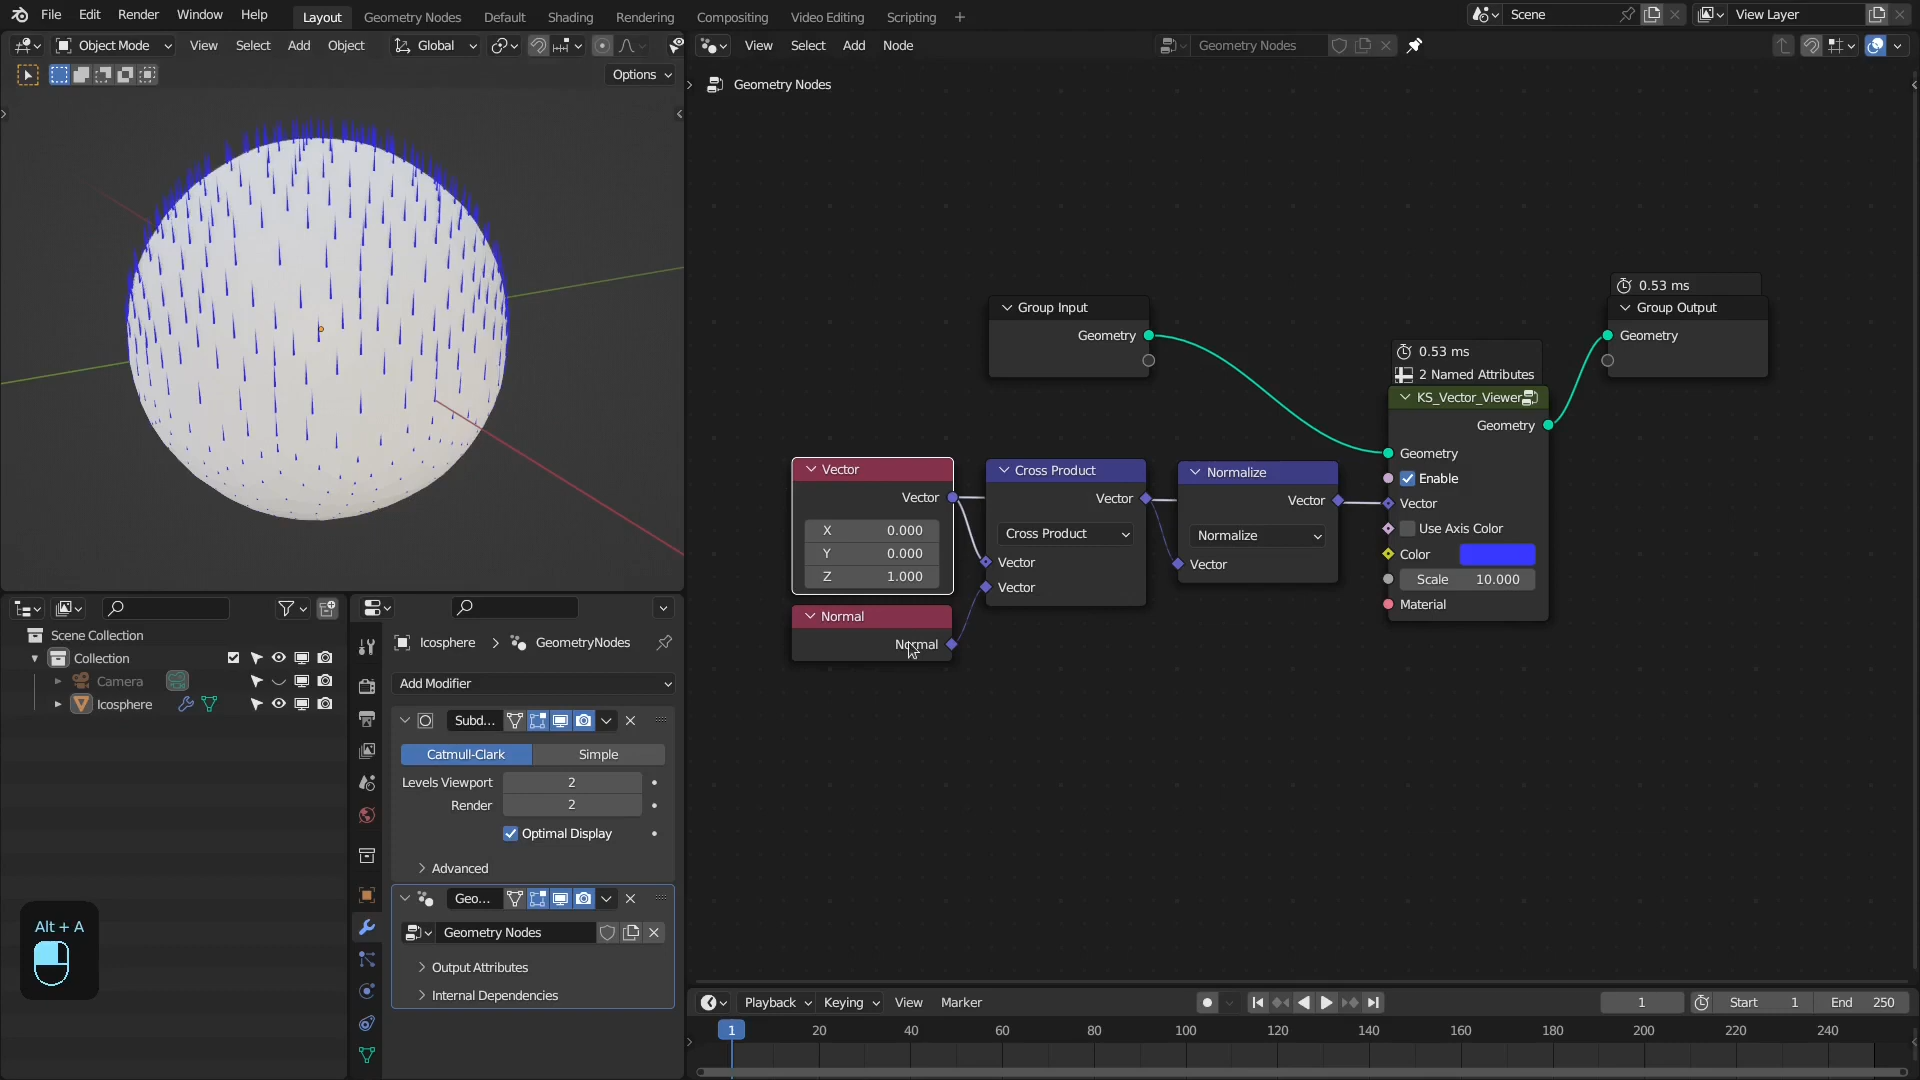 File Edit Render Window Help Layout Geometry Nodes Default Shading Rendering Compositing Video Editing Scripting + Scene View Layer
Object Mode View Select Add Object Global
View Select Add Node Geometry Nodes
Options
Geometry Nodes
Group Input
Geometry
0.53 ms
Group Output
Geometry
0.53 ms
2 Named Attributes
KS_Vector_Viewer
Geometry
Geometry
Enable
Vector
Use Axis Color
Color
Scale 10.000
Material
Vector
Vector
X 0.000
Y 0.000
Z 1.000
Cross Product
Vector
Cross Product
Vector
Vector
Normalize
Vector
Normalize
Vector
Normal
Normal
Scene Collection
Collection
Camera
Icosphere
Icosphere > GeometryNodes
Add Modifier
Subd...
Catmull-Clark Simple
Levels Viewport 2
Render 2
Optimal Display
Advanced
Geo...
Geometry Nodes
Output Attributes
Internal Dependencies
Alt + A
Playback Keying View Marker 1 Start 1 End 250
1 20 40 60 80 100 120 140 160 180 200 220 240